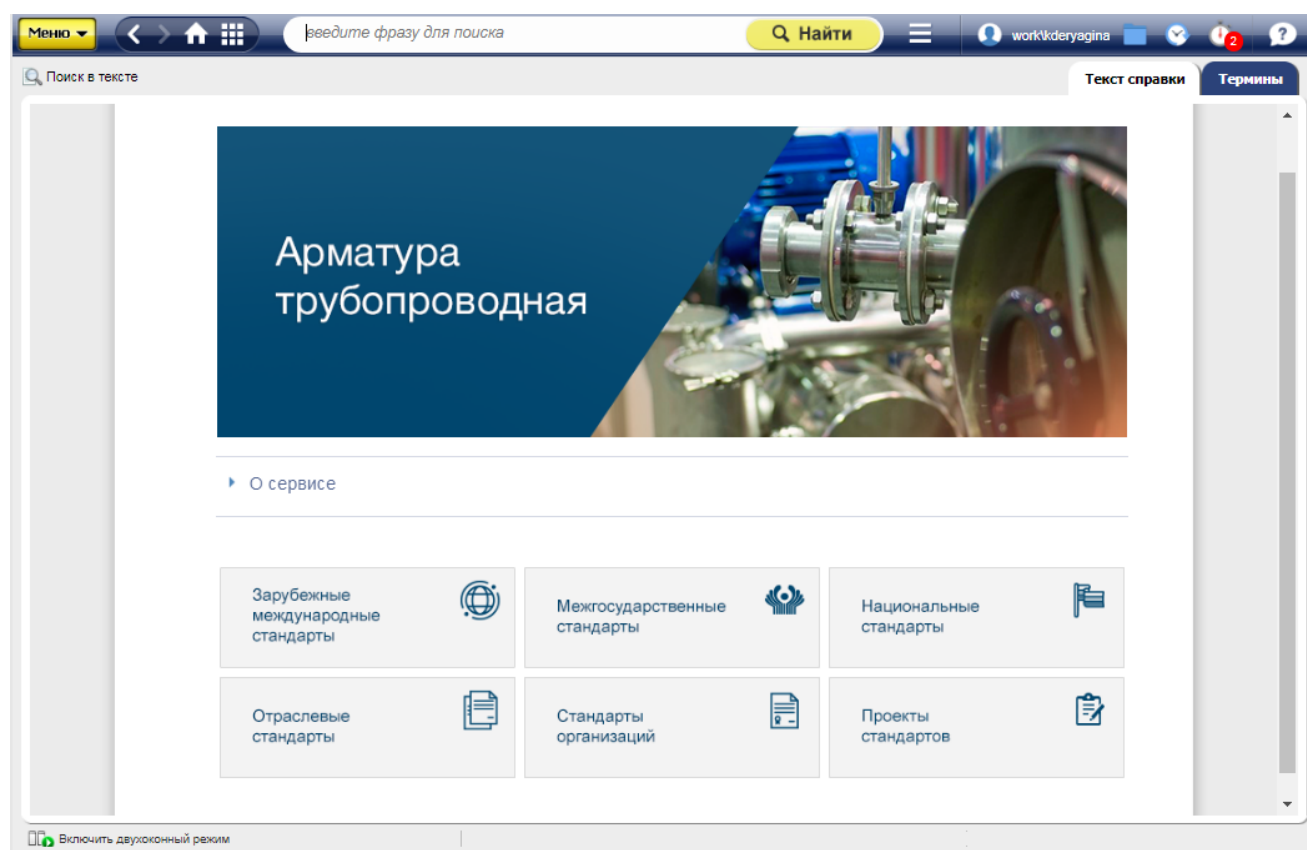 Меню
введите фразу для поиска
Найти
work\kderyagina
2
?
Поиск в тексте
Текст справки
Термины
Арматура
трубопроводная
О сервисе
Зарубежные
международные
стандарты
Межгосударственные
стандарты
Национальные
стандарты
Отраслевые
стандарты
Стандарты
организаций
Проекты
стандартов
Включить двухоконный режим